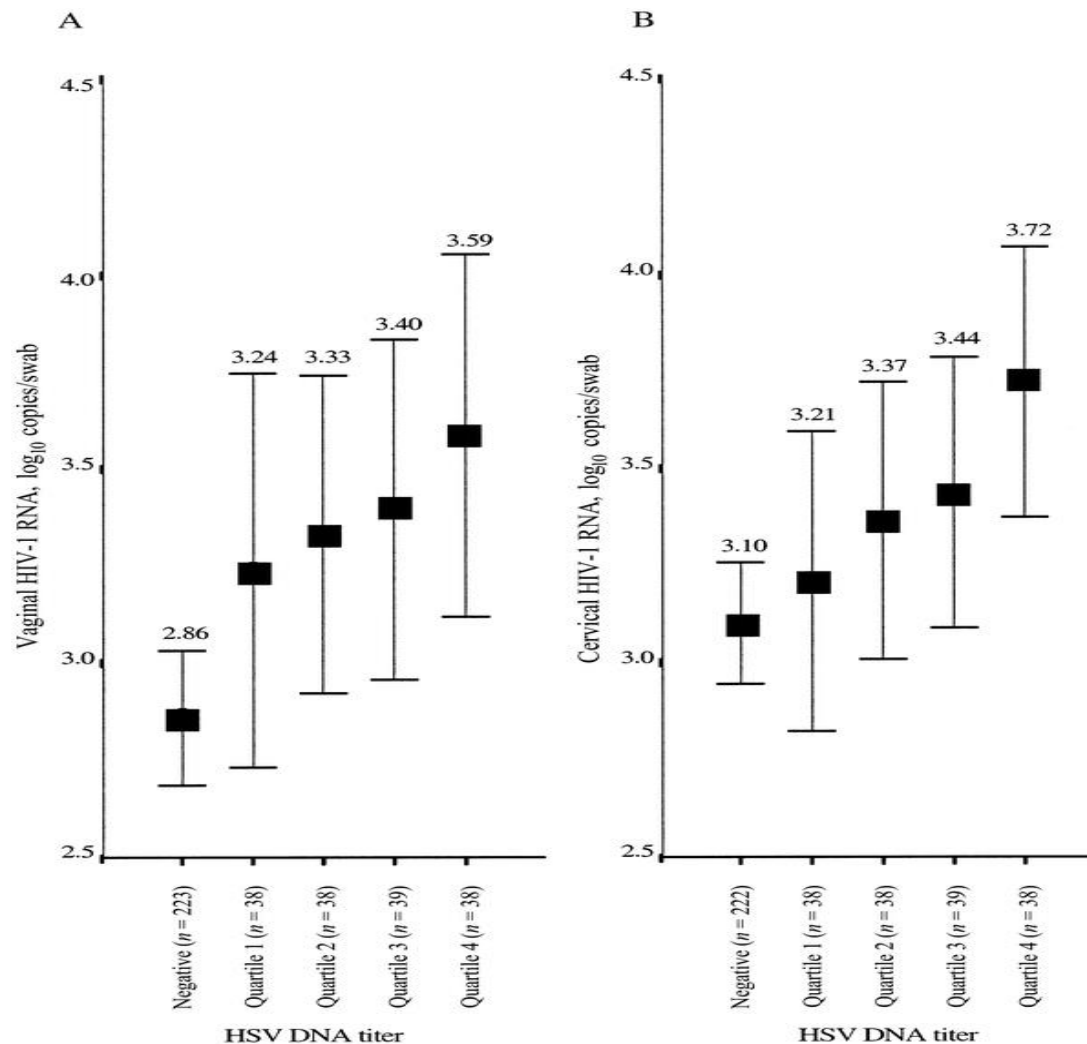 A
4.5
4.0
3.5
3.0
2.5
Vaginal HIV-1 RNA, log₁₀ copies/swab
2.86
3.24
3.33
3.40
3.59
Negative (n = 223)
Quartile 1 (n = 38)
Quartile 2 (n = 38)
Quartile 3 (n = 39)
Quartile 4 (n = 38)
HSV DNA titer
B
4.5
4.0
3.5
3.0
2.5
Cervical HIV-1 RNA, log₁₀ copies/swab
3.10
3.21
3.37
3.44
3.72
Negative (n = 222)
Quartile 1 (n = 38)
Quartile 2 (n = 38)
Quartile 3 (n = 39)
Quartile 4 (n = 38)
HSV DNA titer